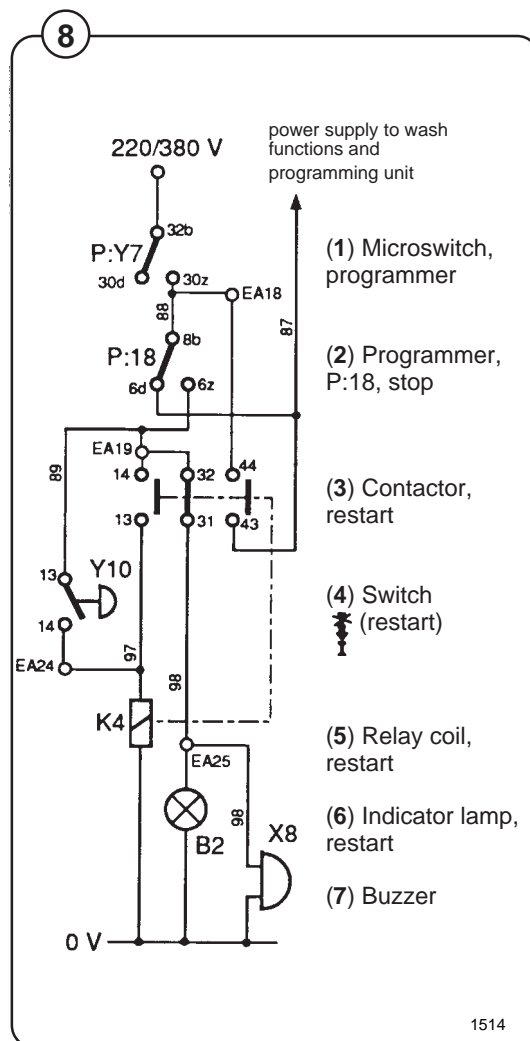 8
power supply to wash
functions and
programming unit
220/380 V
32b
P:Y7
30d
30z
EA18
88
87
8b
P:18
6d
6z
EA19
89
14
32
44
13
31
43
13
Y10
14
EA24
97
98
K4
EA25
B2
98
X8
0 V
(1) Microswitch,
programmer
(2) Programmer,
P:18, stop
(3) Contactor,
restart
(4) Switch
(restart)
(5) Relay coil,
restart
(6) Indicator lamp,
restart
(7) Buzzer
1514